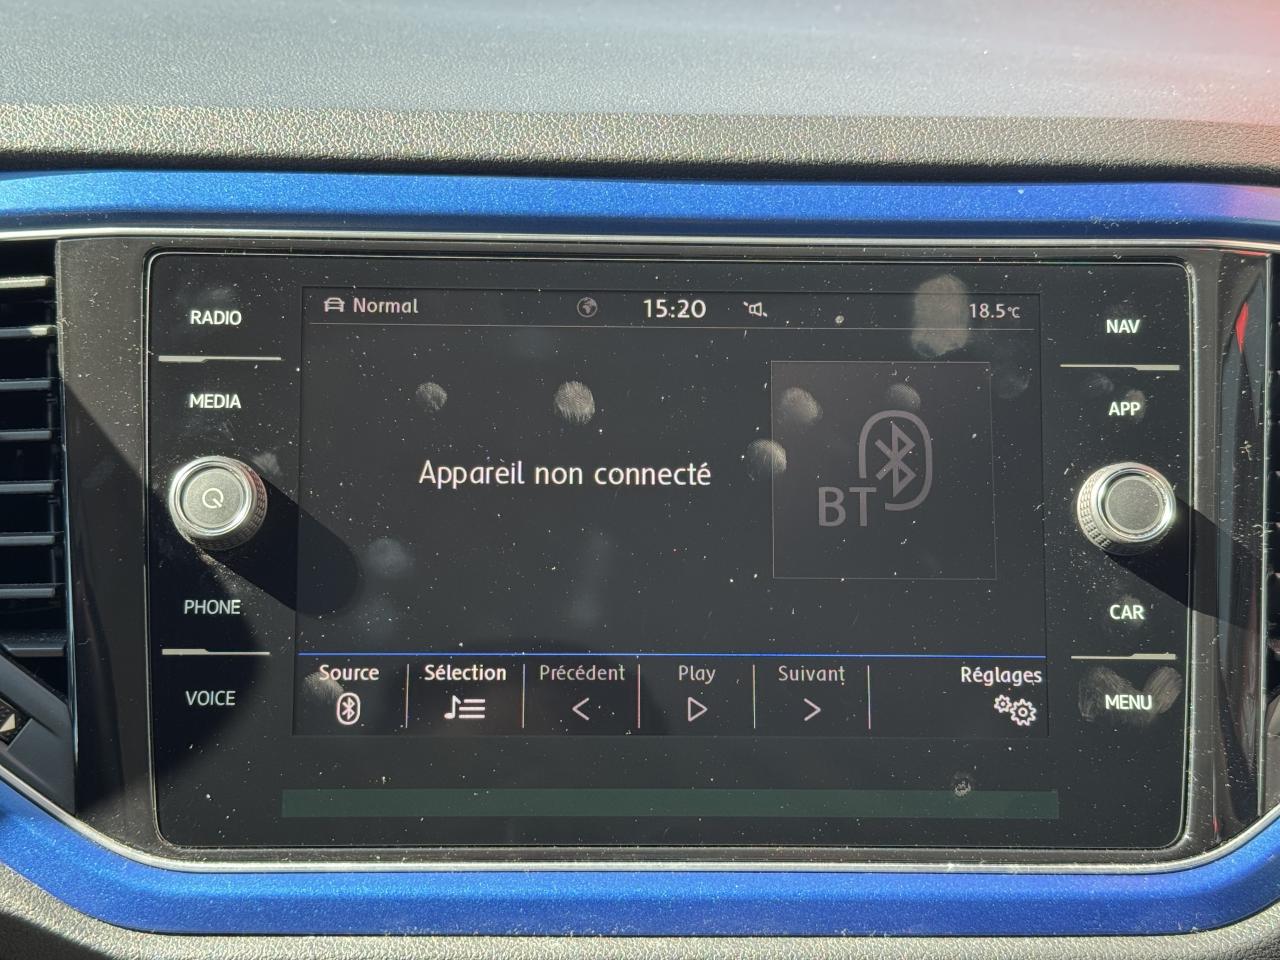 RADIO
MEDIA
PHONE
VOICE
Normal
15:20
18.5°C
Appareil non connecté
BT
Source
Sélection
Précédent
Play
Suivant
Réglages
NAV
APP
CAR
MENU